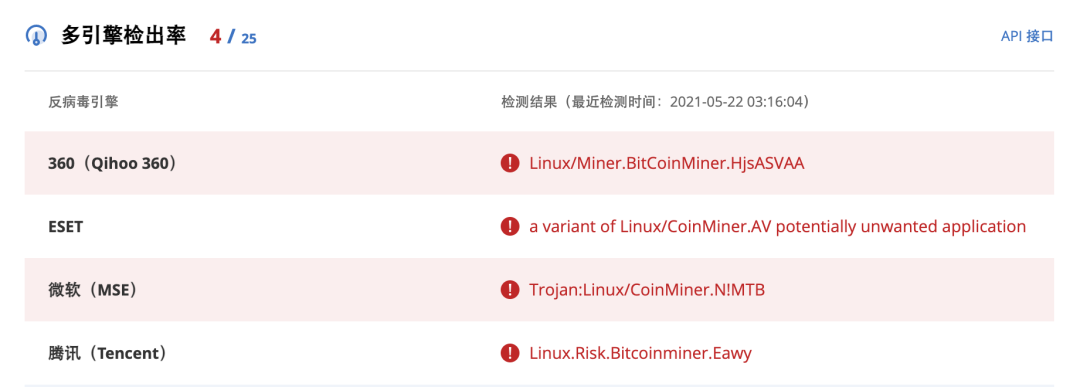 多引擎检出率 4 / 25 API 接口
反病毒引擎 检测结果（最近检测时间：2021-05-22 03:16:04）
360（Qihoo 360） Linux/Miner.BitCoinMiner.HjsASVAA
ESET a variant of Linux/CoinMiner.AV potentially unwanted application
微软（MSE） Trojan:Linux/CoinMiner.N!MTB
腾讯（Tencent） Linux.Risk.Bitcoinminer.Eawy